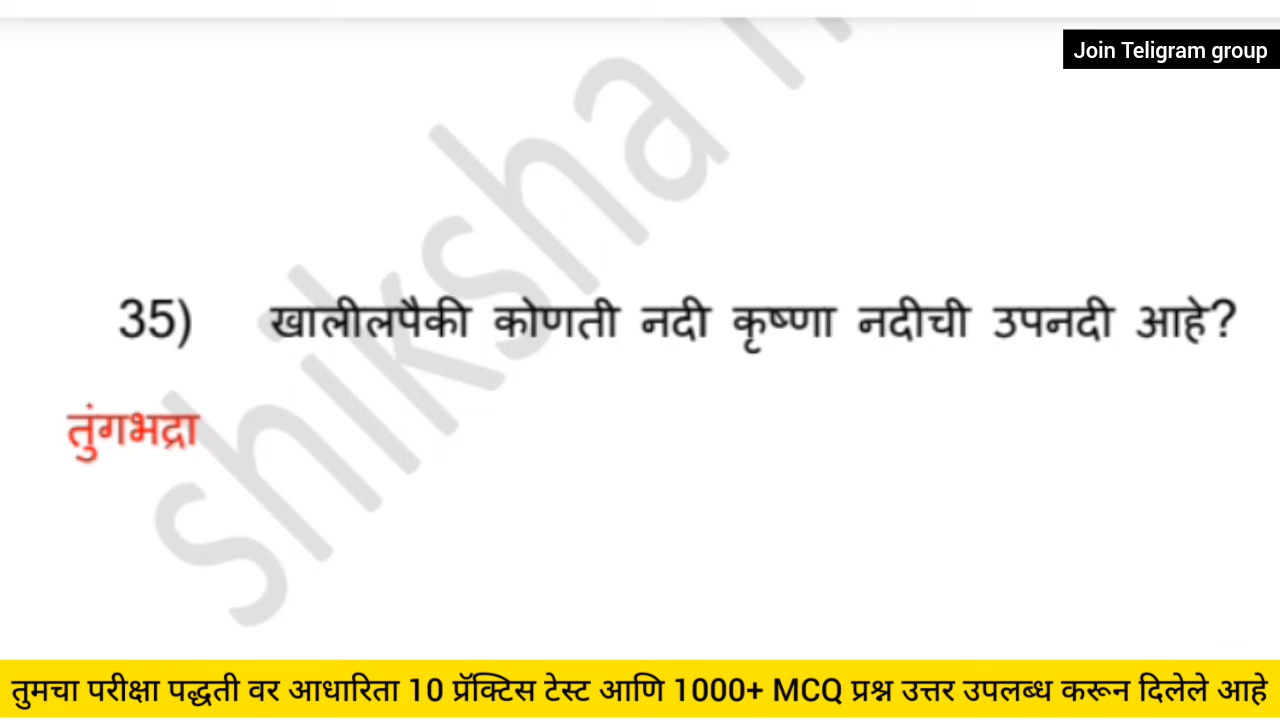 Join Teligram group
shiksha
35) खालीलपैकी कोणती नदी कृष्णा नदीची उपनदी आहे?
तुंगभद्रा
तुमचा परीक्षा पद्धती वर आधारिता 10 प्रॅक्टिस टेस्ट आणि 1000+ MCQ प्रश्न उत्तर उपलब्ध करून दिलेले आहे